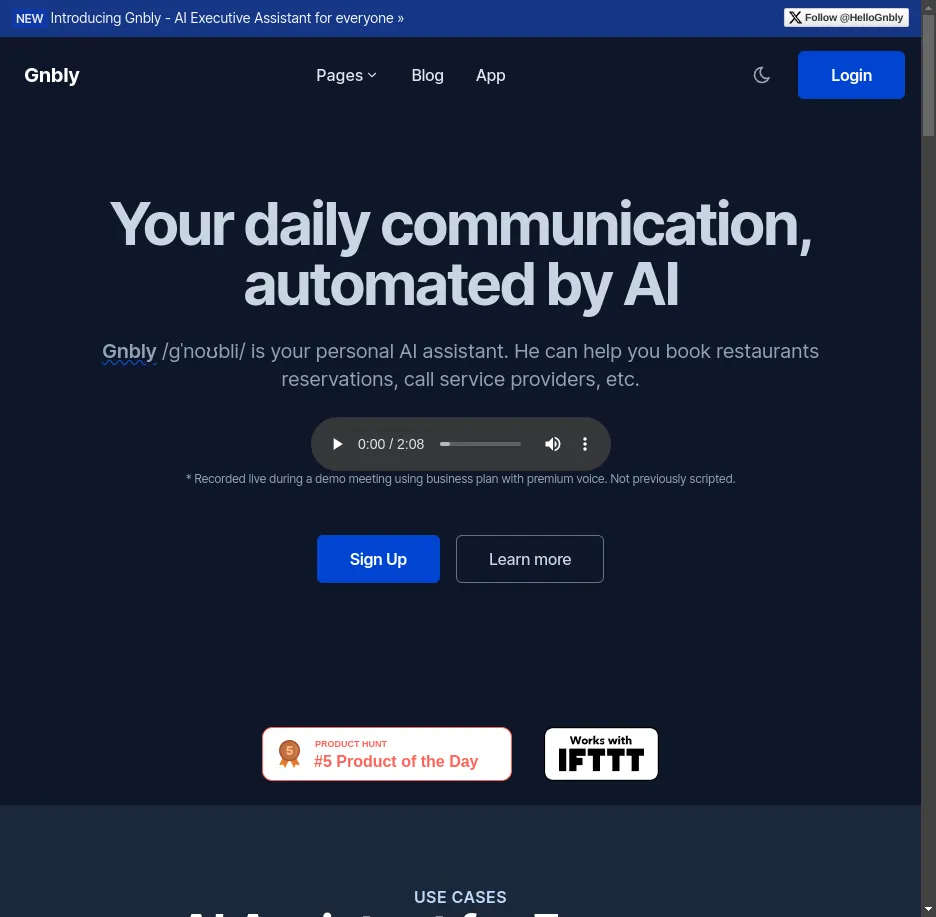 NEW Introducing Gnbly - AI Executive Assistant for everyone »
Follow @HelloGnbly
Gnbly
Pages
Blog
App
Login
Your daily communication,
automated by AI
Gnbly /ɡˈnoʊbli/ is your personal AI assistant. He can help you book restaurants
reservations, call service providers, etc.
0:00 / 2:08
* Recorded live during a demo meeting using business plan with premium voice. Not previously scripted.
Sign Up
Learn more
5
PRODUCT HUNT
#5 Product of the Day
Works with
IFTTT
USE CASES